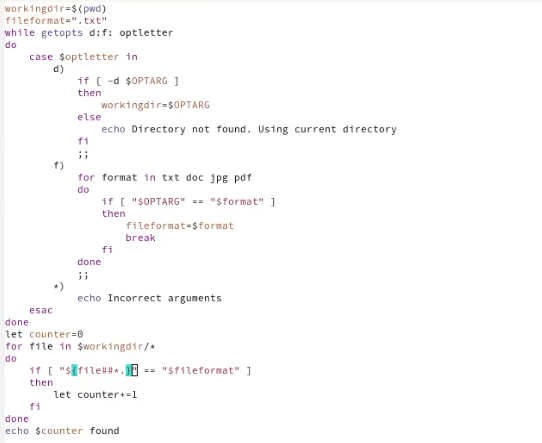 workingdir=$(pwd)
fileformat=".txt"
while getopts d:f: optletter
do
    case $optletter in
        d)
            if [ -d $OPTARG ]
            then
                workingdir=$OPTARG
            else
                echo Directory not found. Using current directory
            fi
            ;;
        f)
            for format in txt doc jpg pdf
            do
                if [ "$OPTARG" == "$format" ]
                then
                    fileformat=$format
                    break
                fi
            done
            ;;
        *)
            echo Incorrect arguments
    esac
done
let counter=0
for file in $workingdir/*
do
    if [ "${file##*.}" == "$fileformat" ]
    then
        let counter+=1
    fi
done
echo $counter found